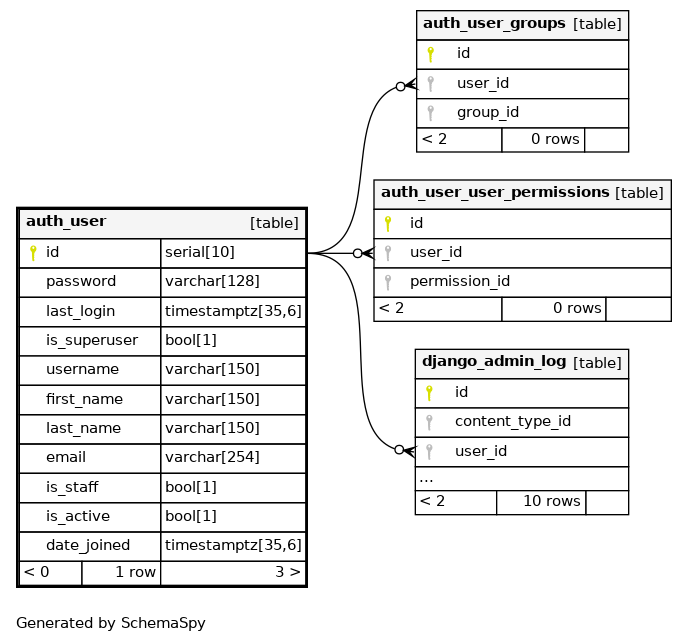 auth_user_groups [table]
id
user_id
group_id
< 2 0 rows
auth_user_user_permissions [table]
id
user_id
permission_id
< 2 0 rows
auth_user [table]
id serial[10]
password varchar[128]
last_login timestamptz[35,6]
is_superuser bool[1]
username varchar[150]
first_name varchar[150]
last_name varchar[150]
email varchar[254]
is_staff bool[1]
is_active bool[1]
date_joined timestamptz[35,6]
< 0 1 row 3 >
django_admin_log [table]
id
content_type_id
user_id
...
< 2 10 rows
Generated by SchemaSpy